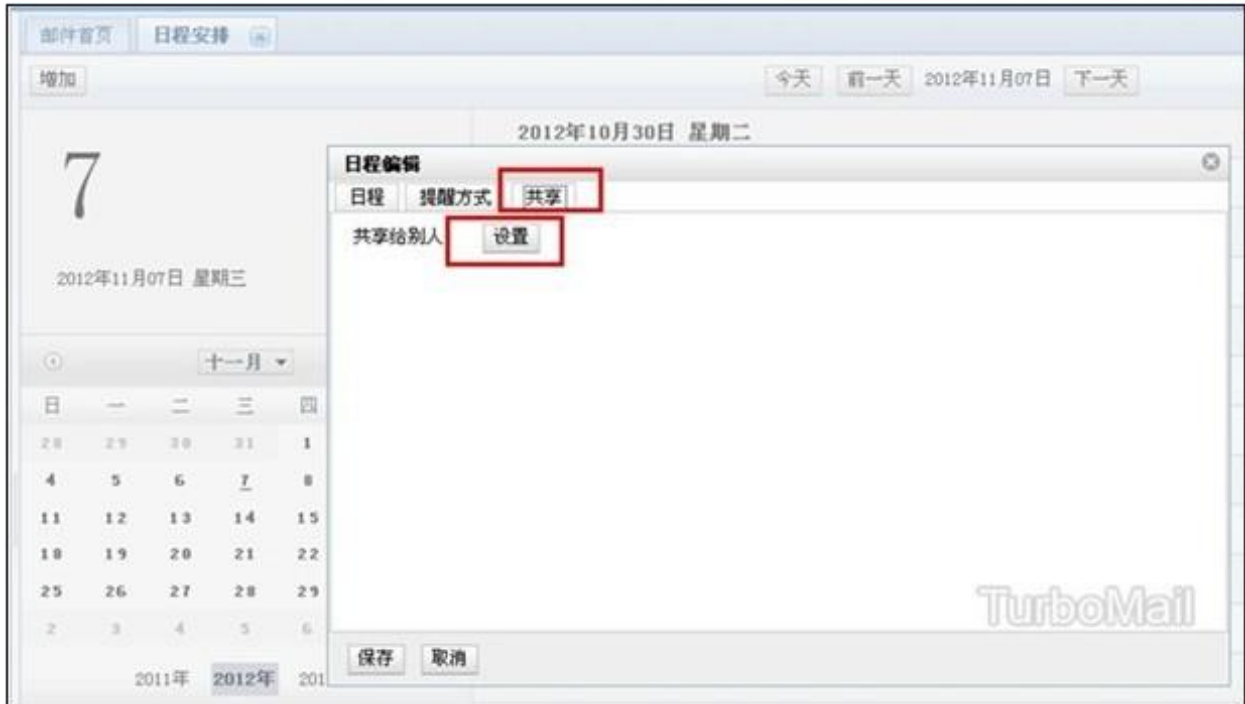 邮件首页 日程安排
增加 今天 前一天 2012年11月07日 下一天
2012年10月30日 星期二
7
2012年11月07日 星期三
日程编辑
日程 提醒方式 共享
共享给别人 设置
十一月
日 一 二 三 四
28 29 30 31 1
4 5 6 7 8
11 12 13 14 15
18 19 20 21 22
25 26 27 28 29
2 3 4 5 6
2011年 2012年 201
TurboMail
保存 取消